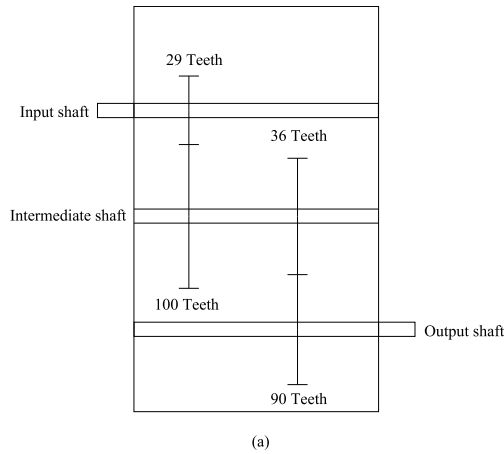 29 Teeth
Input shaft
36 Teeth
Intermediate shaft
100 Teeth
Output shaft
90 Teeth
(a)